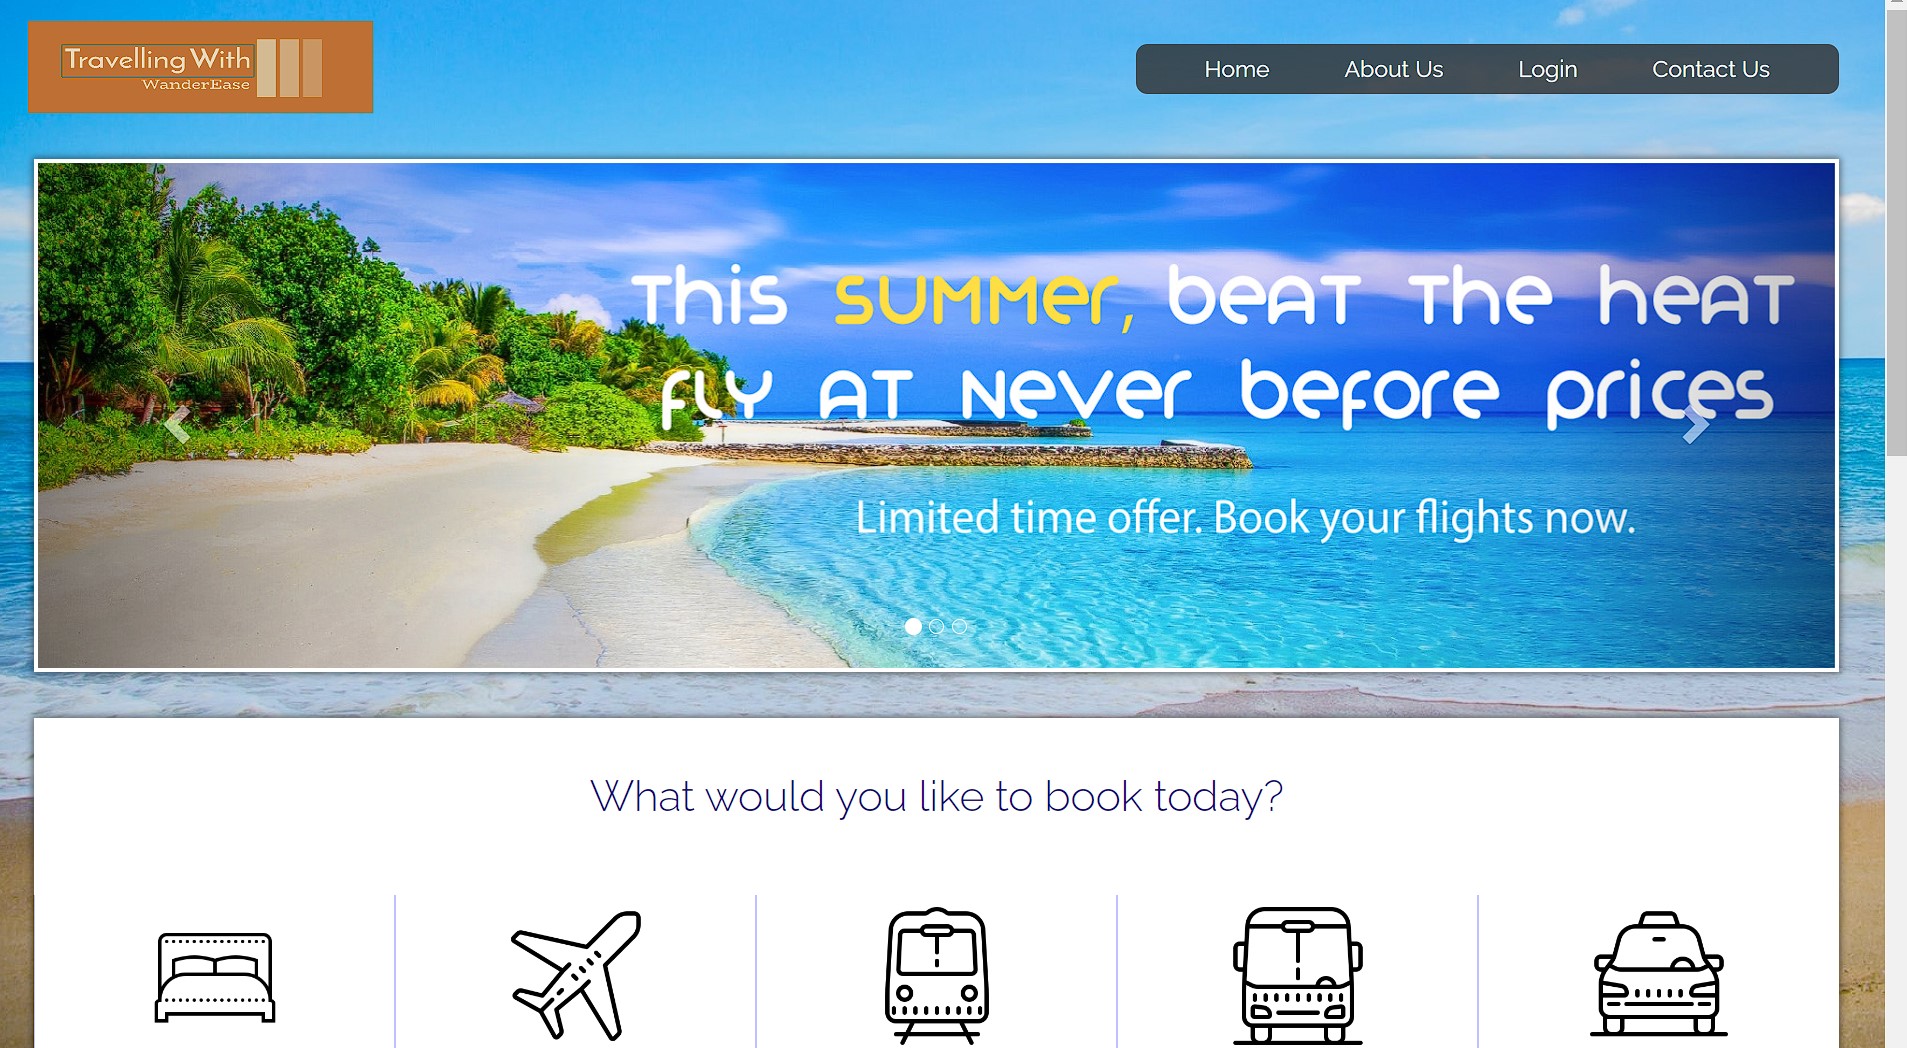 Travelling With
WanderEase
Home About Us Login Contact Us
This summer, beat the heat
fly at never before prices
Limited time offer. Book your flights now.
What would you like to book today?